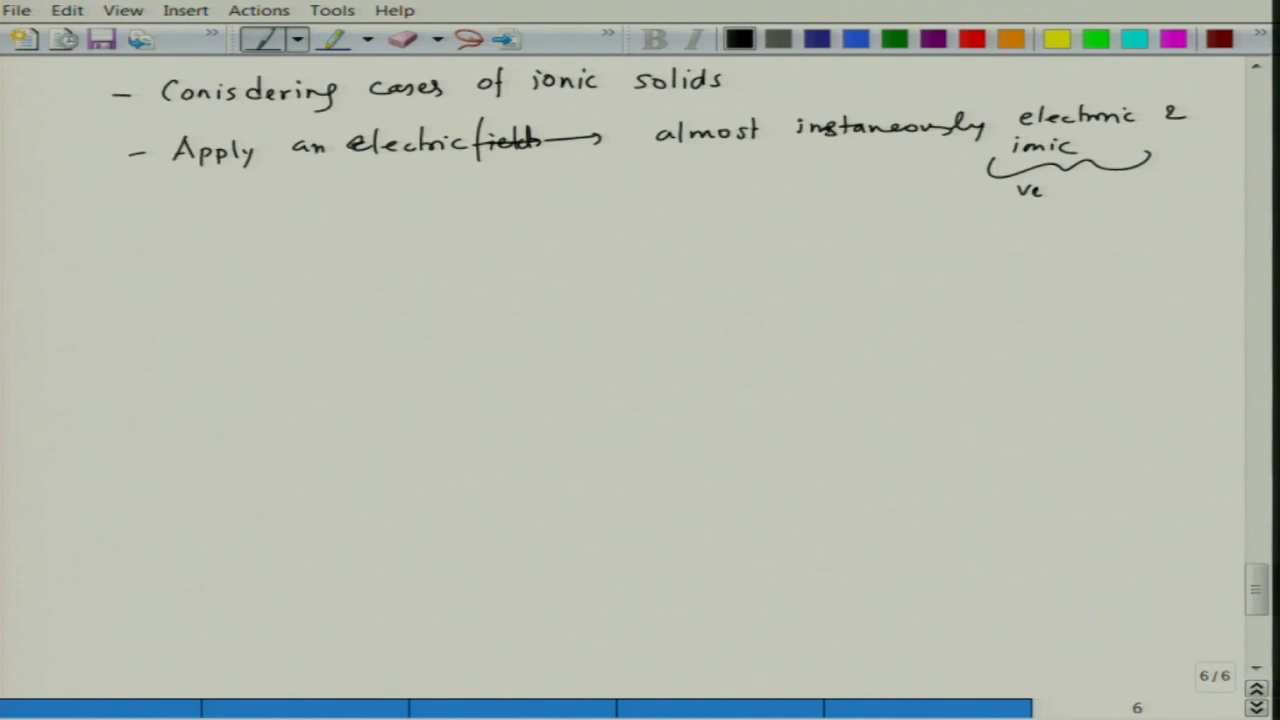 File Edit View Insert Actions Tools Help
B I
- Conisdering cases of ionic solids
- Apply an electric field → almost instaneously electronic &
ionic
ve
6/6
6